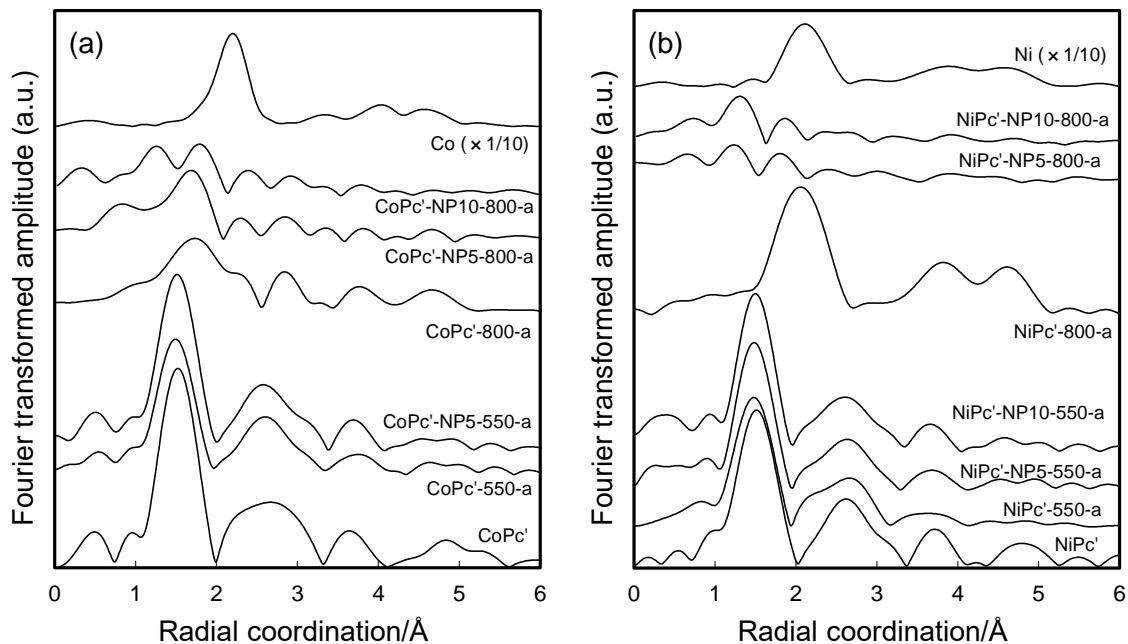 (a)
Fourier transformed amplitude (a.u.)
Co (× 1/10)
CoPc'-NP10-800-a
CoPc'-NP5-800-a
CoPc'-800-a
CoPc'-NP5-550-a
CoPc'-550-a
CoPc'
0 1 2 3 4 5 6
Radial coordination/Å
(b)
Fourier transformed amplitude (a.u.)
Ni (× 1/10)
NiPc'-NP10-800-a
NiPc'-NP5-800-a
NiPc'-800-a
NiPc'-NP10-550-a
NiPc'-NP5-550-a
NiPc'-550-a
NiPc'
0 1 2 3 4 5 6
Radial coordination/Å